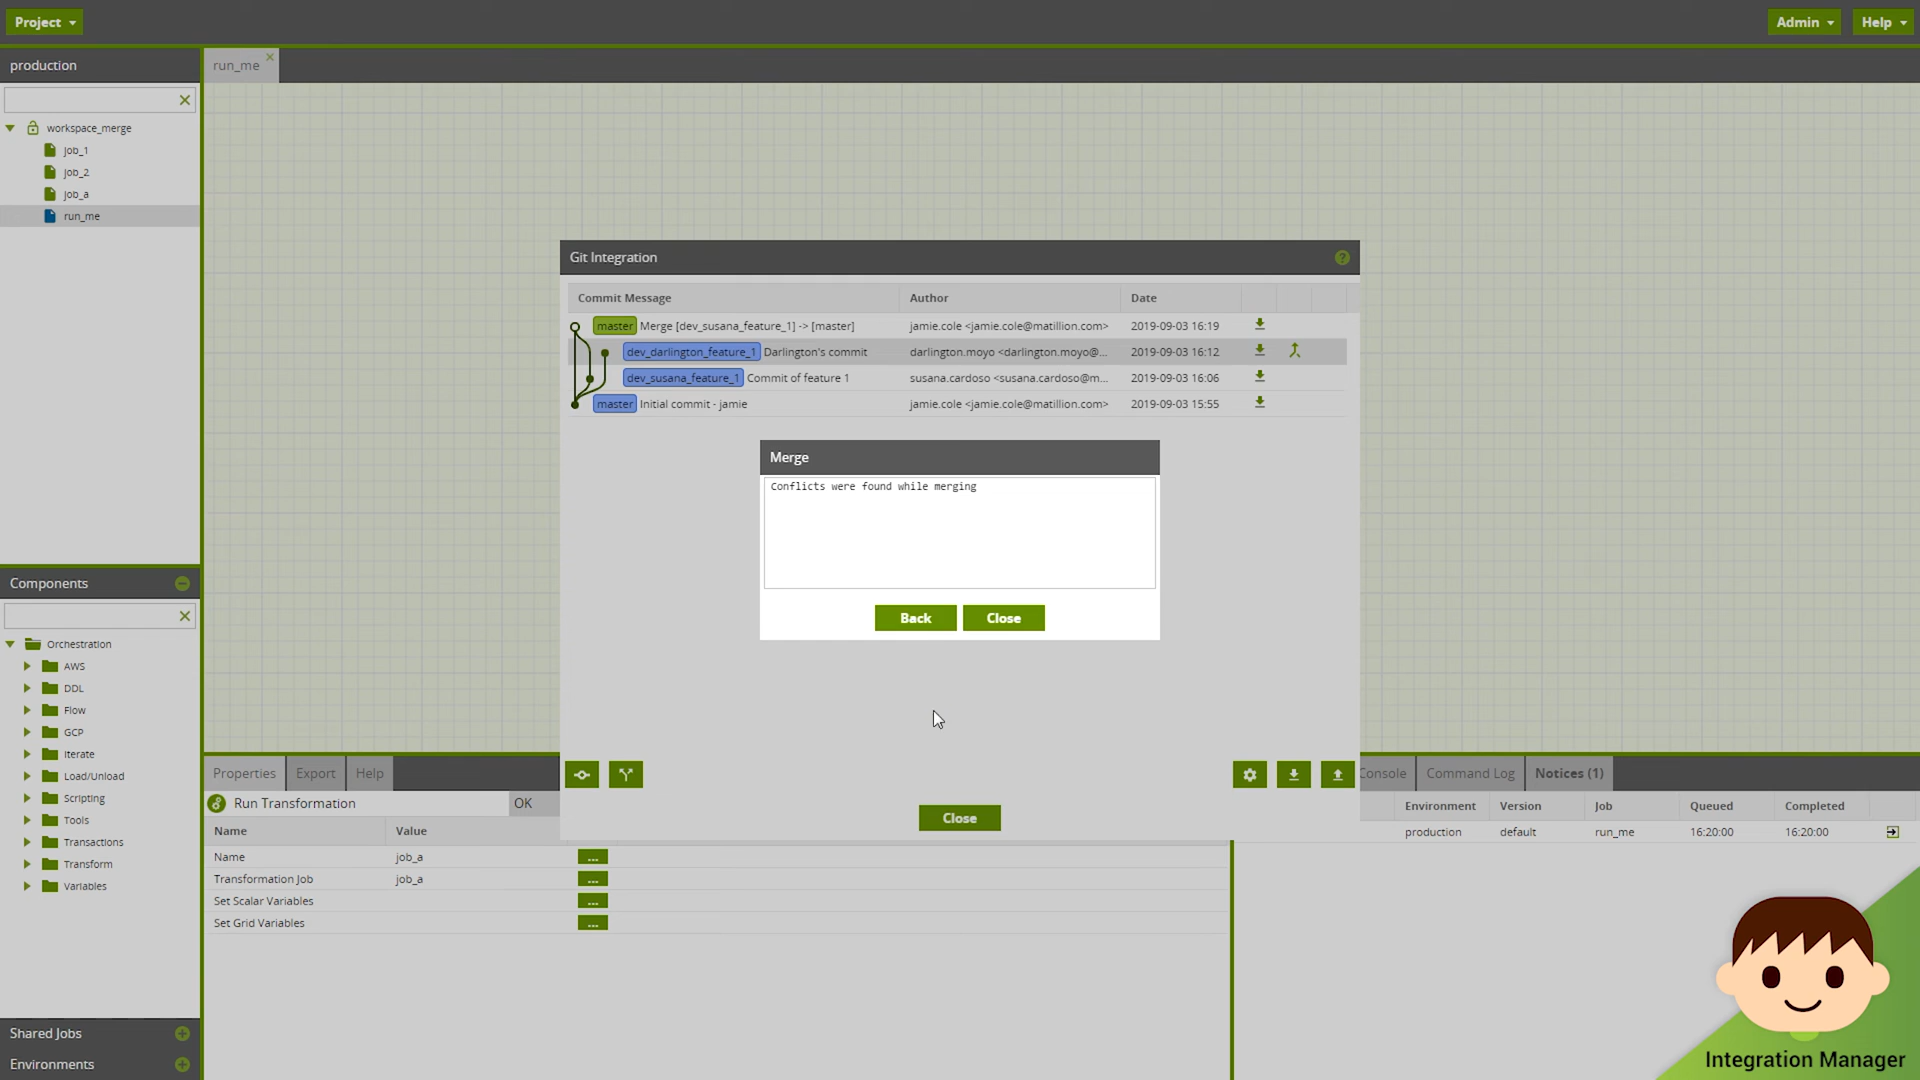 Project
Admin
Help
production
run_me
workspace_merge
job_1
job_2
job_a
run_me
Git Integration
Commit Message Author Date
master Merge [dev_susana_feature_1] -> [master] jamie.cole <jamie.cole@matillion.com> 2019-09-03 16:19
dev_darlington_feature_1 Darlington's commit darlington.moyo <darlington.moyo@... 2019-09-03 16:12
dev_susana_feature_1 Commit of feature 1 susana.cardoso <susana.cardoso@m... 2019-09-03 16:06
master Initial commit - jamie jamie.cole <jamie.cole@matillion.com> 2019-09-03 15:55
Merge
Conflicts were found while merging
Back Close
Close
Components
Orchestration
AWS
DDL
Flow
GCP
Iterate
Load/Unload
Scripting
Tools
Transactions
Transform
Variables
Shared Jobs
Environments
Properties Export Help
Run Transformation OK
Name Value
Name job_a ...
Transformation Job job_a ...
Set Scalar Variables ...
Set Grid Variables ...
Console Command Log Notices (1)
Environment Version Job Queued Completed
production default run_me 16:20:00 16:20:00
Integration Manager